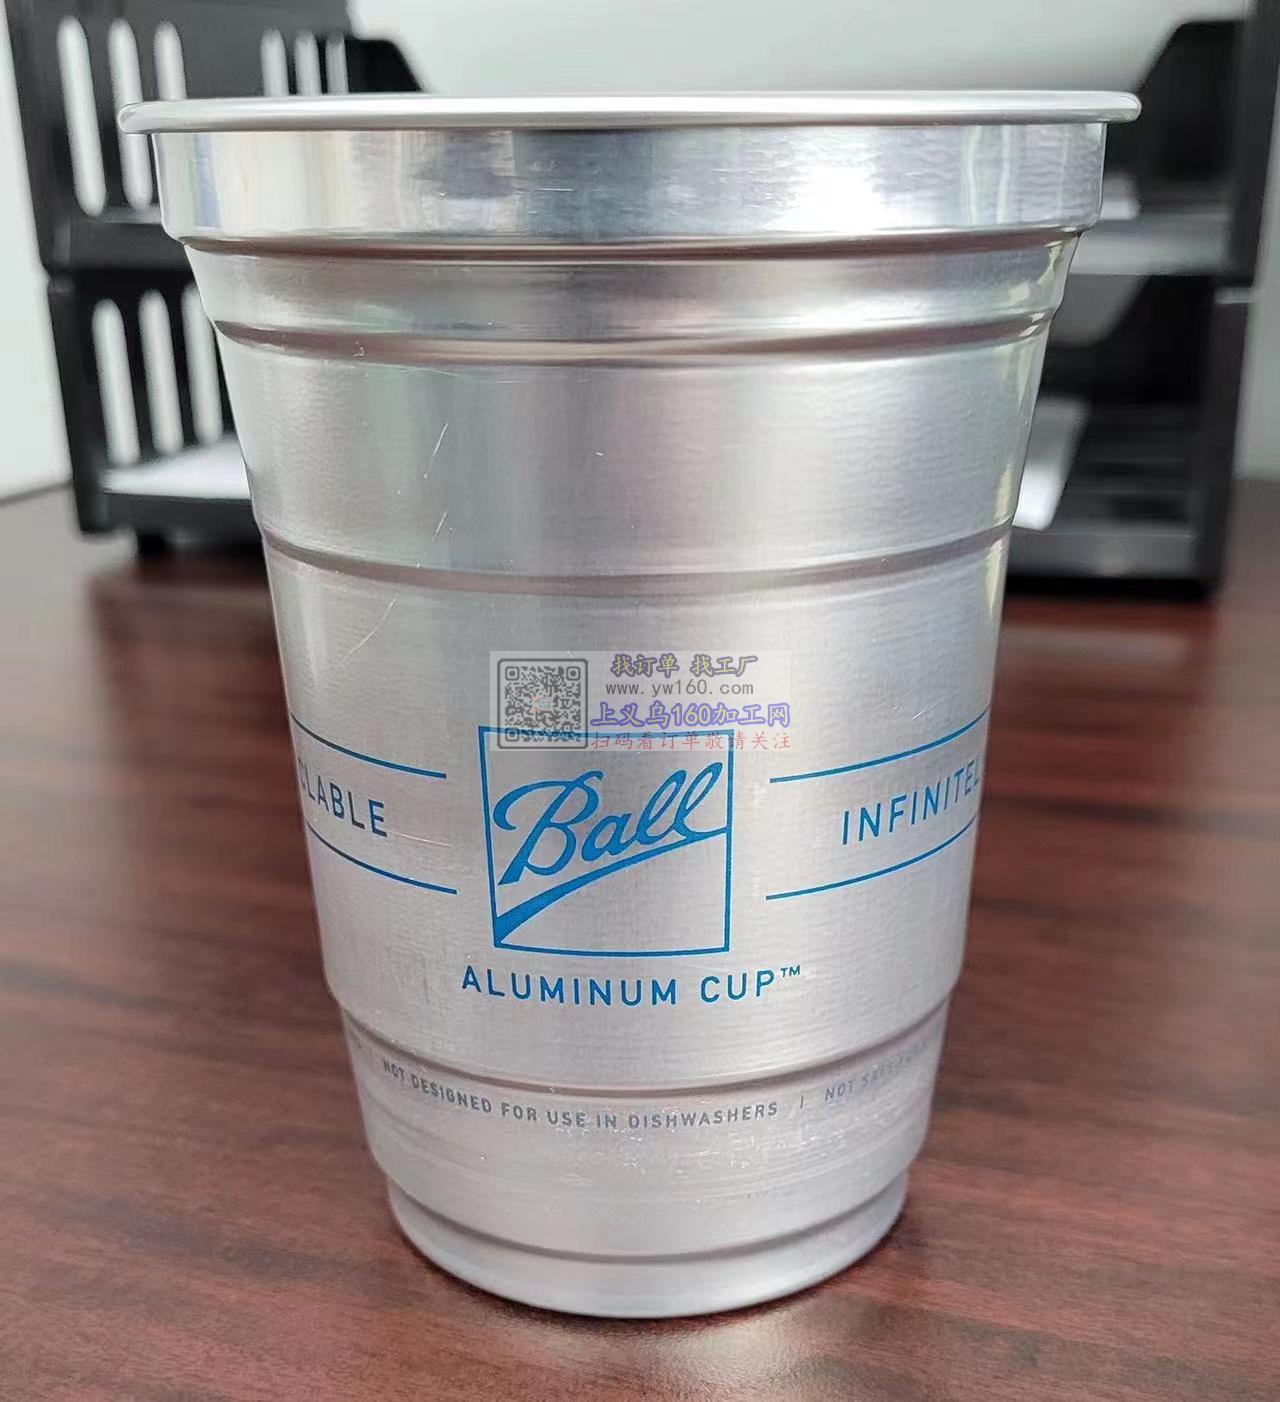 找订单 找工厂
www.yw160.com
上义乌160加工网
扫码看订单敬请关注
CLABLE
Ball
INFINITEL
ALUMINUM CUP™
NOT DESIGNED FOR USE IN DISHWASHERS | NOT SAFE